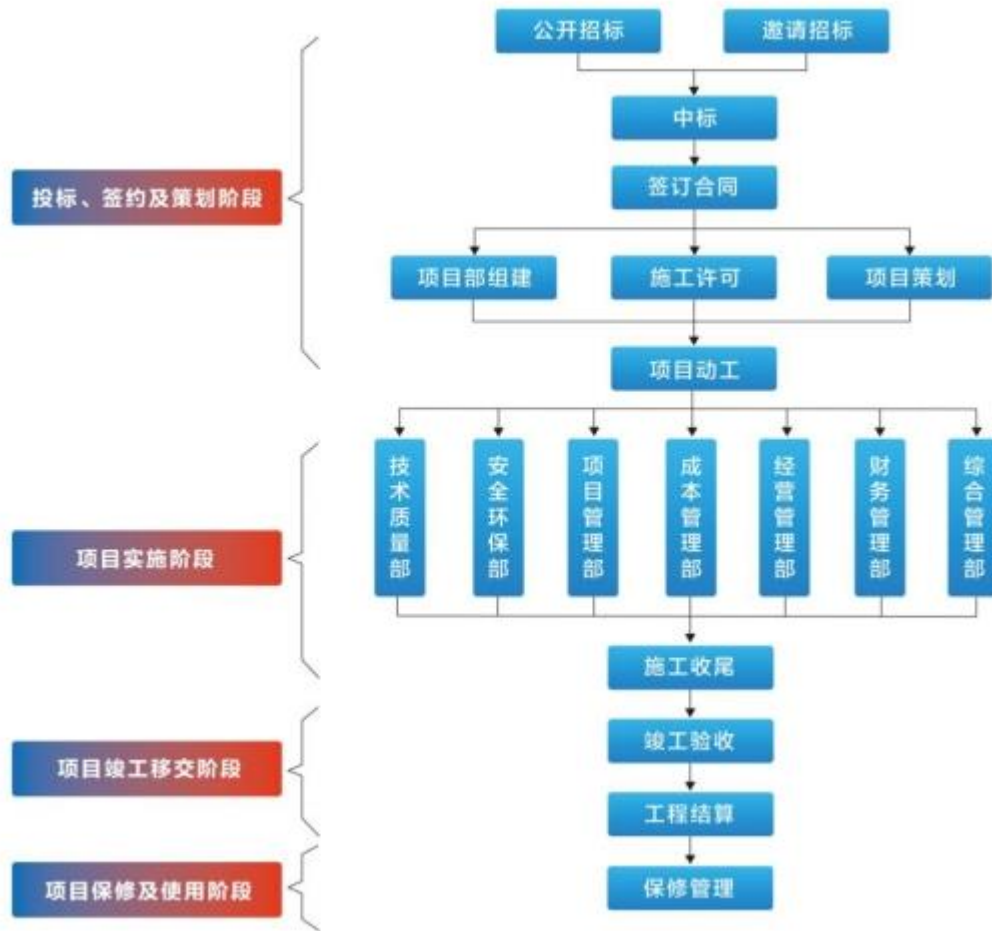 公开招标
邀请招标
中标
投标、签约及策划阶段
签订合同
项目部组建
施工许可
项目策划
项目动工
项目实施阶段
技术质量部
安全环保部
项目管理部
成本管理部
经营管理部
财务管理部
综合管理部
施工收尾
项目竣工移交阶段
竣工验收
工程结算
项目保修及使用阶段
保修管理